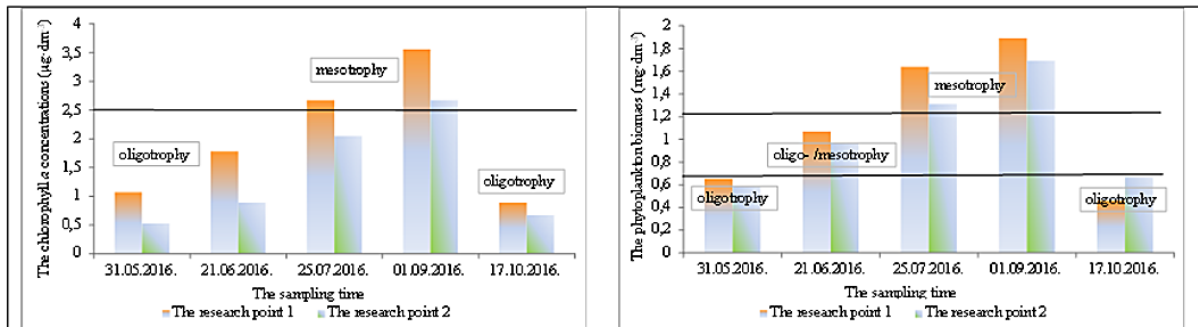 The chlorophyll a concentrations (µg·dm⁻³)
4
3,5
3
2,5
2
1,5
1
0,5
0
mesotrophy
oligotrophy
oligotrophy
31.05.2016. 21.06.2016. 25.07.2016. 01.09.2016. 17.10.2016.
The sampling time
The research point 1 The research point 2
The phytoplankton biomass (mg·dm⁻³)
2
1,8
1,6
1,4
1,2
1
0,8
0,6
0,4
0,2
0
mesotrophy
oligo- /mesotrophy
oligotrophy
oligotrophy
31.05.2016. 21.06.2016. 25.07.2016. 01.09.2016. 17.10.2016.
The sampling time
The research point 1 The research point 2